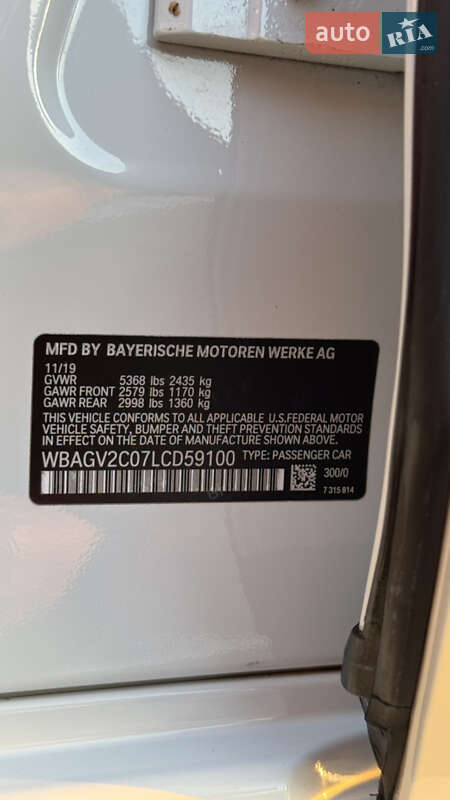 auto RIA.com
MFD BY BAYERISCHE MOTOREN WERKE AG
11/19
GVWR 5368 lbs 2435 kg
GAWR FRONT 2579 lbs 1170 kg
GAWR REAR 2998 lbs 1360 kg
THIS VEHICLE CONFORMS TO ALL APPLICABLE U.S.FEDERAL MOTOR
VEHICLE SAFETY, BUMPER AND THEFT PREVENTION STANDARDS
IN EFFECT ON THE DATE OF MANUFACTURE SHOWN ABOVE.
WBAGV2C07LCD59100 TYPE: PASSENGER CAR
300/0
7 315 814